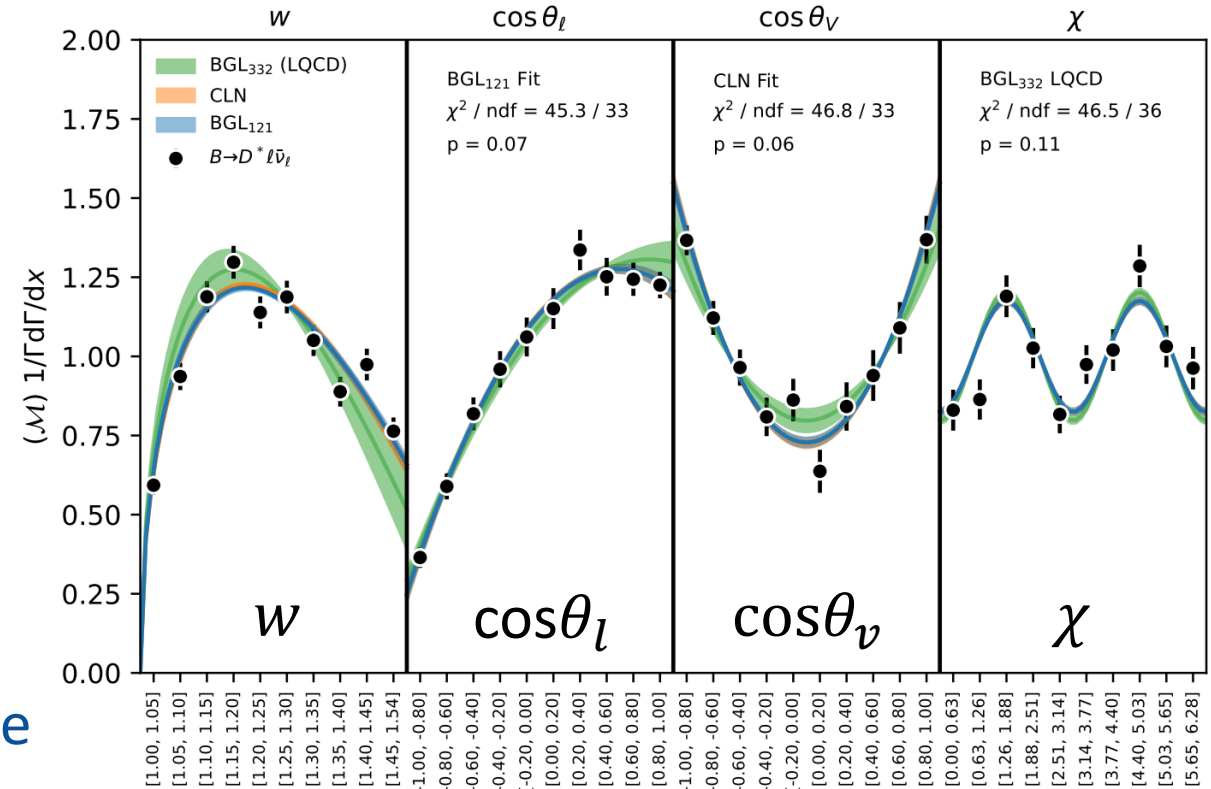 w
cos θℓ
cos θV
χ
2.00
1.75
1.50
1.25
1.00
0.75
0.50
0.25
0.00
(ℳ) 1/Γ dΓ/dx
BGL₃₃₂ (LQCD)
CLN
BGL₁₂₁
B→D*ℓν̄ℓ
BGL₁₂₁ Fit
χ² / ndf = 45.3 / 33
p = 0.07
CLN Fit
χ² / ndf = 46.8 / 33
p = 0.06
BGL₃₃₂ LQCD
χ² / ndf = 46.5 / 36
p = 0.11
w
cosθl
cosθv
χ
[1.00, 1.05]
[1.05, 1.10]
[1.10, 1.15]
[1.15, 1.20]
[1.20, 1.25]
[1.25, 1.30]
[1.30, 1.35]
[1.35, 1.40]
[1.40, 1.45]
[1.45, 1.54]
-1.00, -0.80]
-0.80, -0.60]
-0.60, -0.40]
-0.40, -0.20]
[-0.20, 0.00]
[0.00, 0.20]
[0.20, 0.40]
[0.40, 0.60]
[0.60, 0.80]
[0.80, 1.00]
-1.00, -0.80]
-0.80, -0.60]
-0.60, -0.40]
-0.40, -0.20]
[-0.20, 0.00]
[0.00, 0.20]
[0.20, 0.40]
[0.40, 0.60]
[0.60, 0.80]
[0.80, 1.00]
[0.00, 0.63]
[0.63, 1.26]
[1.26, 1.88]
[1.88, 2.51]
[2.51, 3.14]
[3.14, 3.77]
[3.77, 4.40]
[4.40, 5.03]
[5.03, 5.65]
[5.65, 6.28]
e